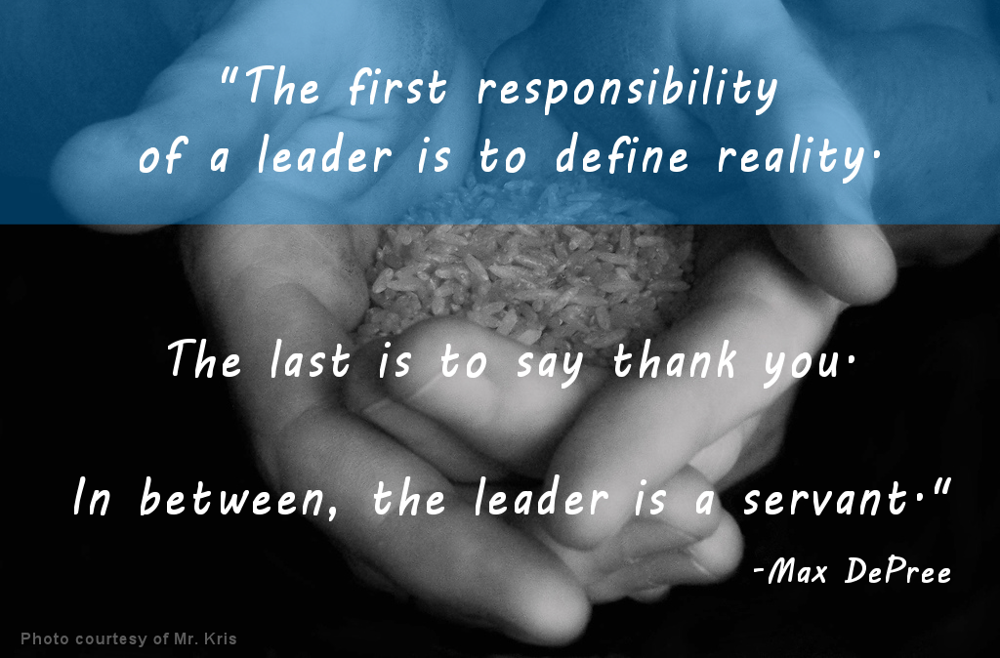 "The first responsibility
of a leader is to define reality.
The last is to say thank you.
In between, the leader is a servant."
-Max DePree
Photo courtesy of Mr. Kris